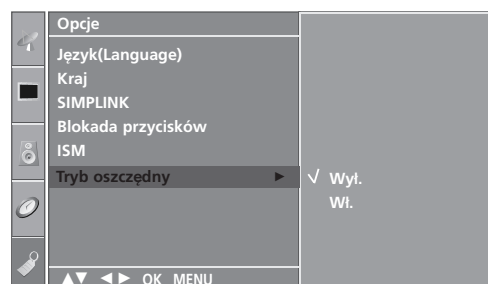 Opcje
Język(Language)
Kraj
SIMPLINK
Blokada przycisków
ISM
Tryb oszczędny ►
√ Wył.
Wł.
▲▼ ◄► OK MENU